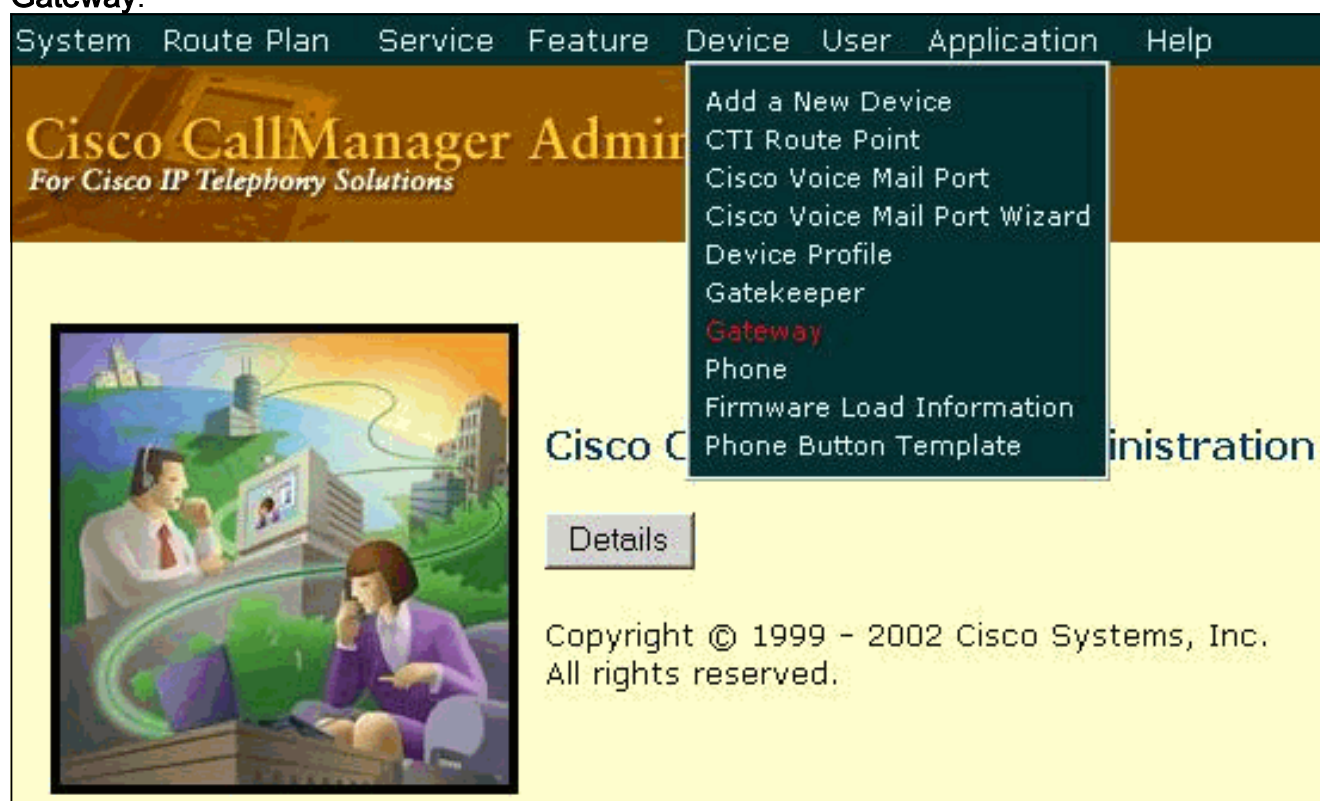 Gateway.
System Route Plan Service Feature Device User Application Help
Cisco CallManager Admin
For Cisco IP Telephony Solutions
Add a New Device
CTI Route Point
Cisco Voice Mail Port
Cisco Voice Mail Port Wizard
Device Profile
Gatekeeper
Gateway
Phone
Firmware Load Information
Phone Button Template
Cisco C inistration
Details
Copyright © 1999 - 2002 Cisco Systems, Inc.
All rights reserved.